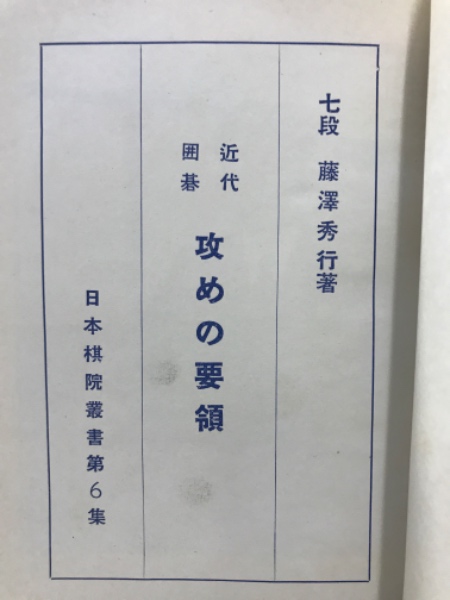 七段 藤澤秀行著
近代
囲碁
攻めの要領
日本棋院叢書第6集